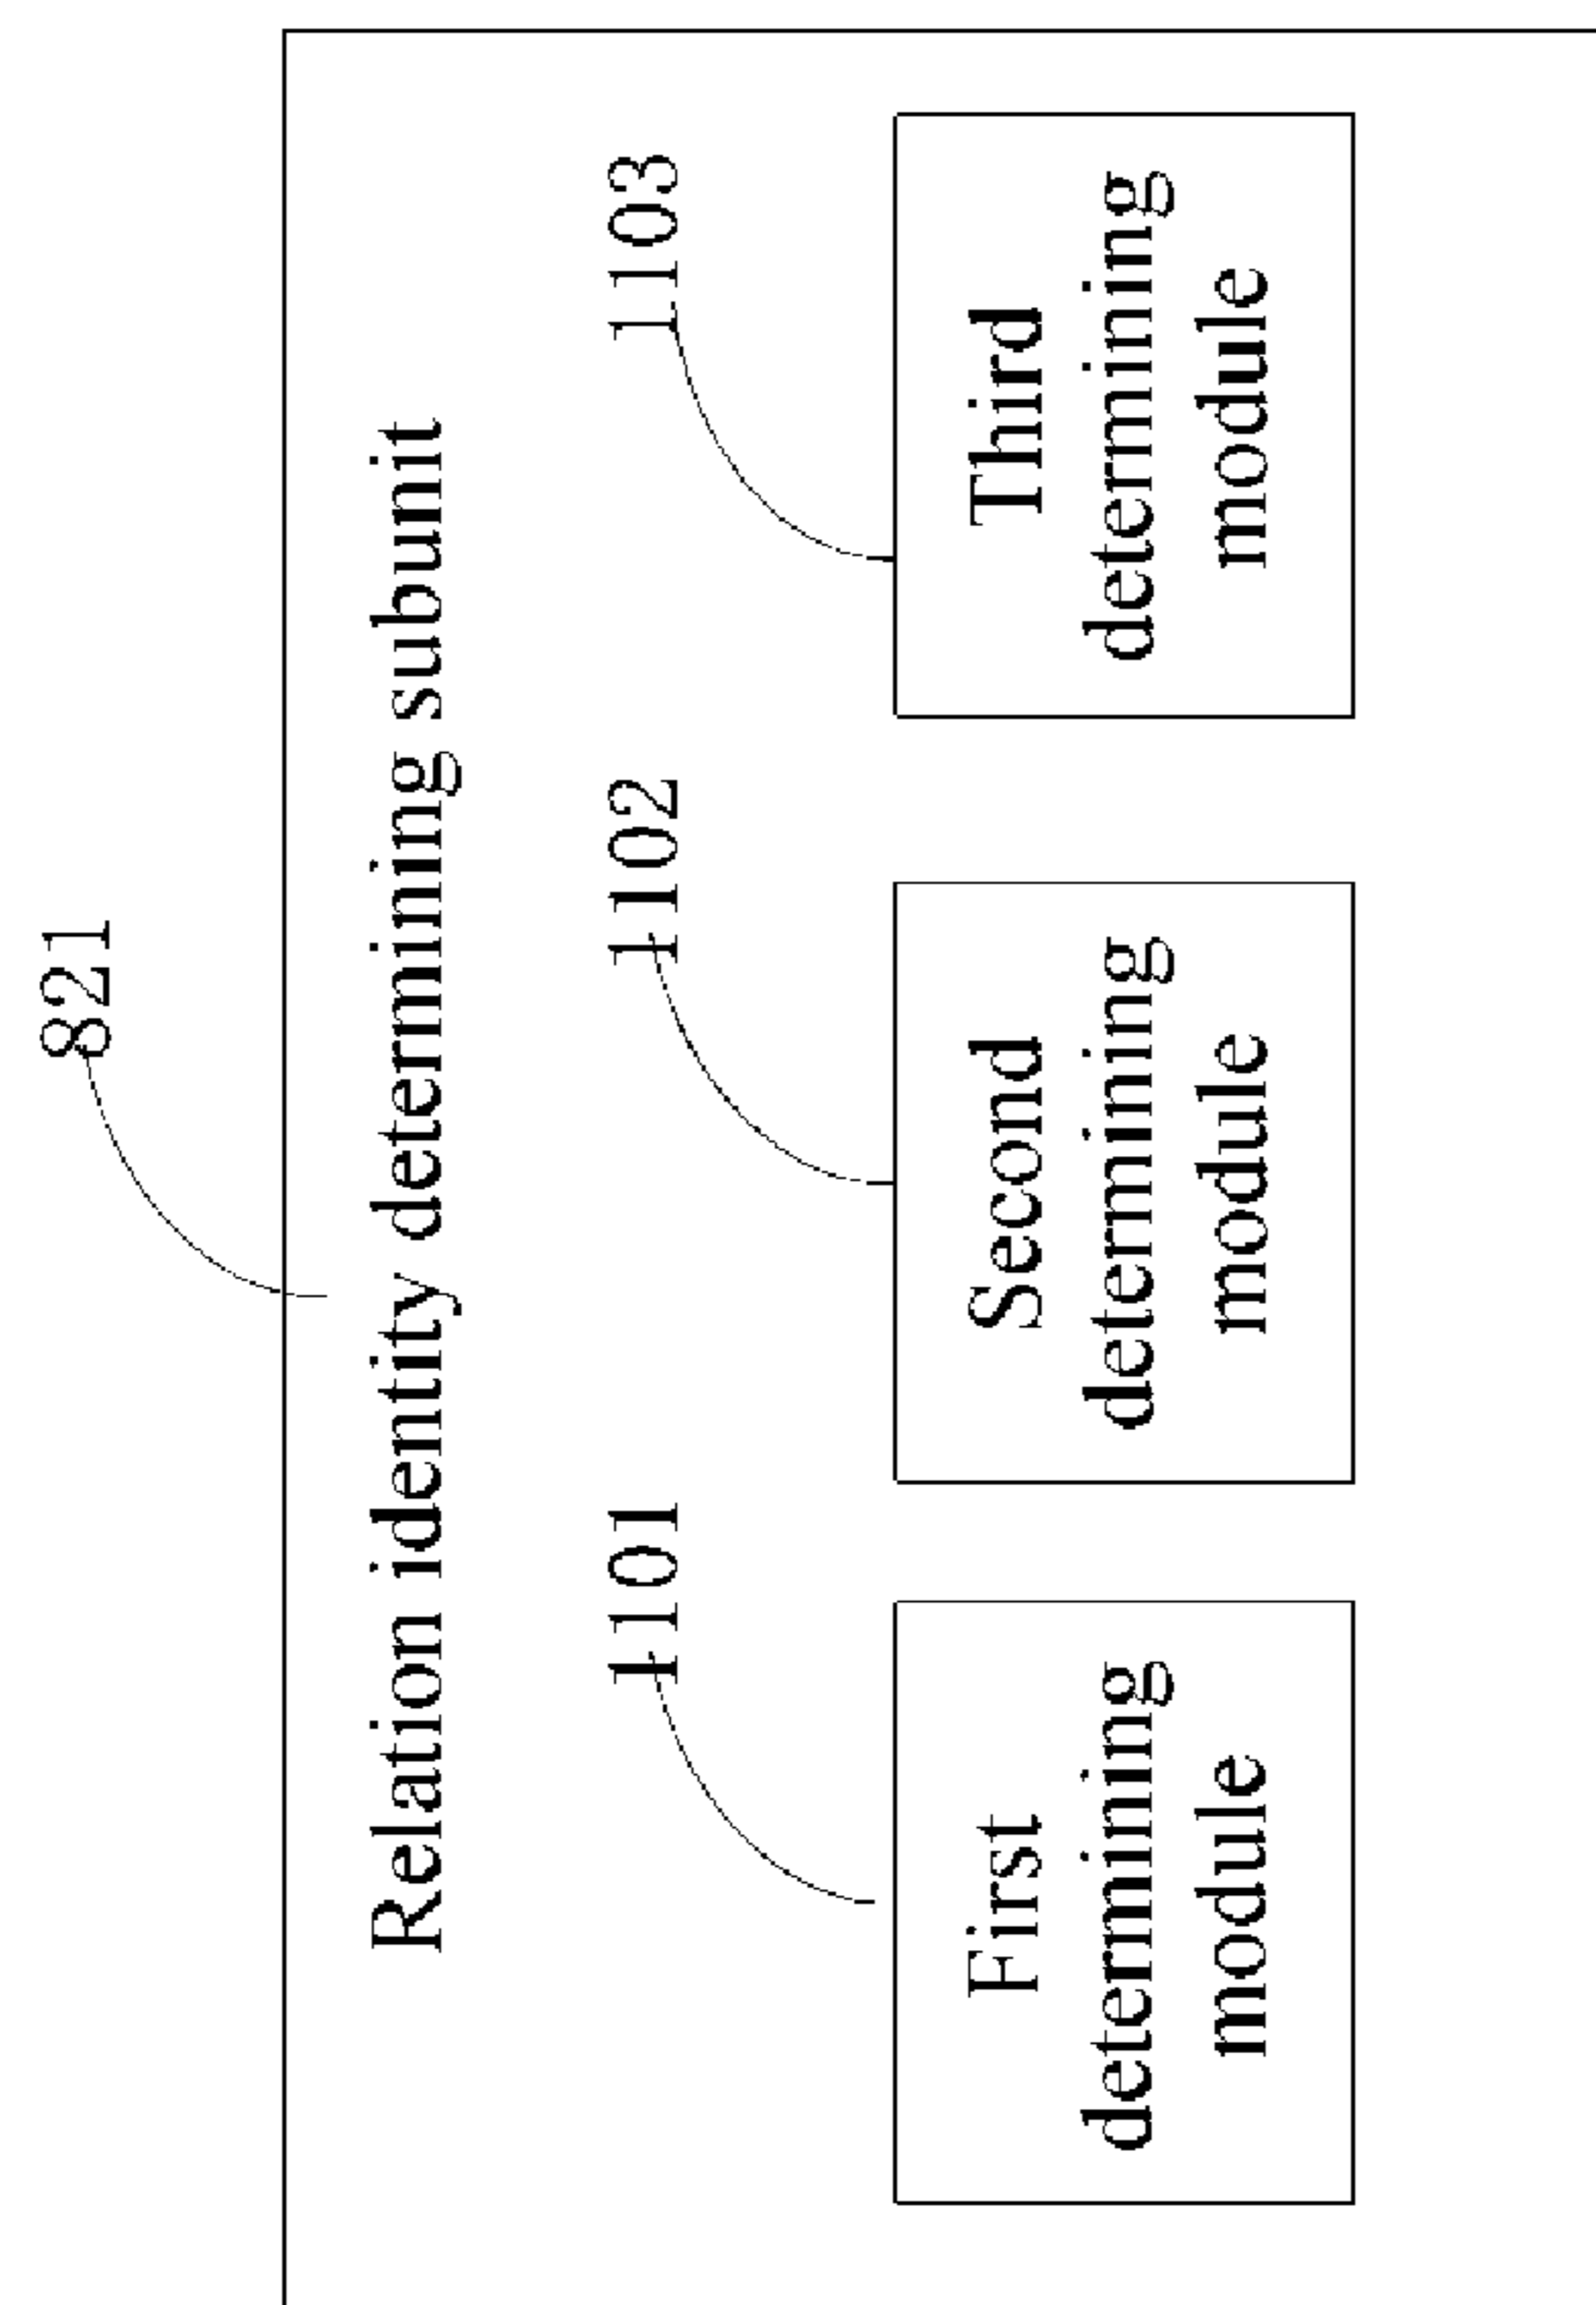 821
Relation identity determining subunit
1101
1102
1103
First
determining
module
Second
determining
module
Third
determining
module